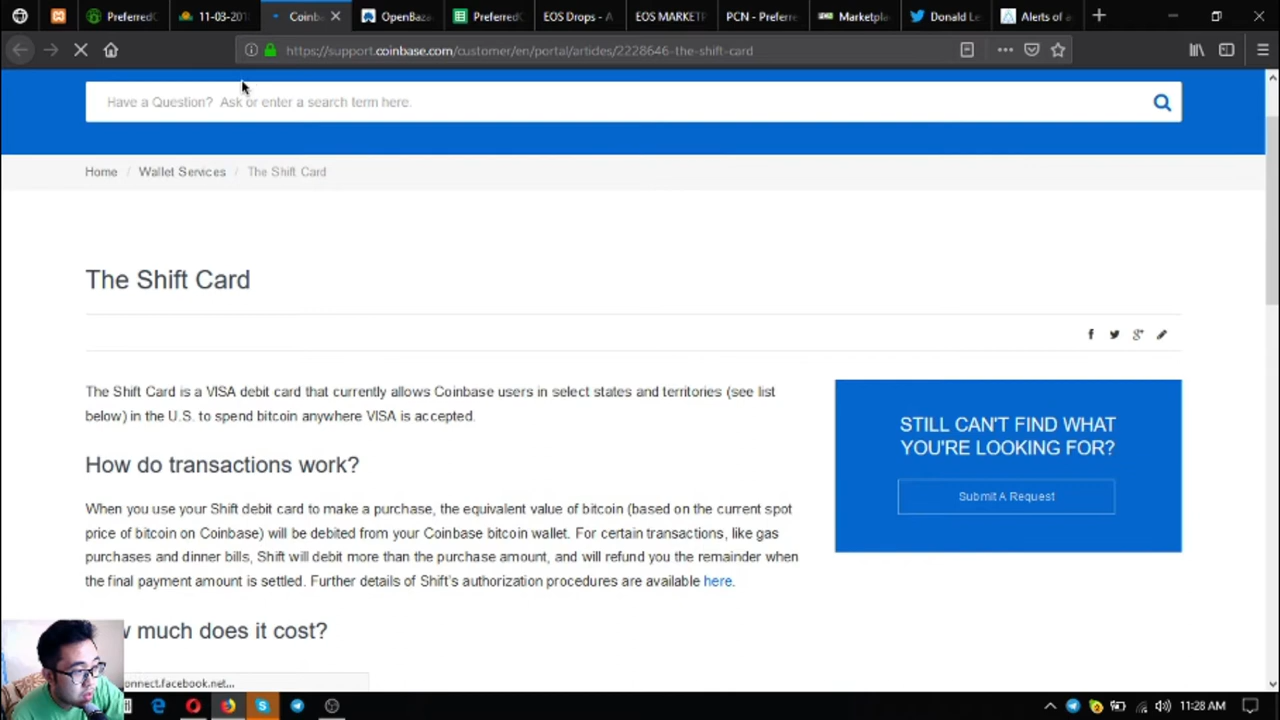 PreferredC
11-03-201
Coinb
OpenBaza
PreferredC
EOS Drops - A
EOS MARKET
PCN - Preferre
Marketpla
Donald Le
Alerts of a
https://support.coinbase.com/customer/en/portal/articles/2228646-the-shift-card
Have a Question? Ask or enter a search term here.
Home / Wallet Services / The Shift Card
The Shift Card
The Shift Card is a VISA debit card that currently allows Coinbase users in select states and territories (see list
below) in the U.S. to spend bitcoin anywhere VISA is accepted.
STILL CAN'T FIND WHAT
YOU'RE LOOKING FOR?
Submit A Request
How do transactions work?
When you use your Shift debit card to make a purchase, the equivalent value of bitcoin (based on the current spot
price of bitcoin on Coinbase) will be debited from your Coinbase bitcoin wallet. For certain transactions, like gas
purchases and dinner bills, Shift will debit more than the purchase amount, and will refund you the remainder when
the final payment amount is settled. Further details of Shift's authorization procedures are available here.
w much does it cost?
onnect.facebook.net...
11:28 AM